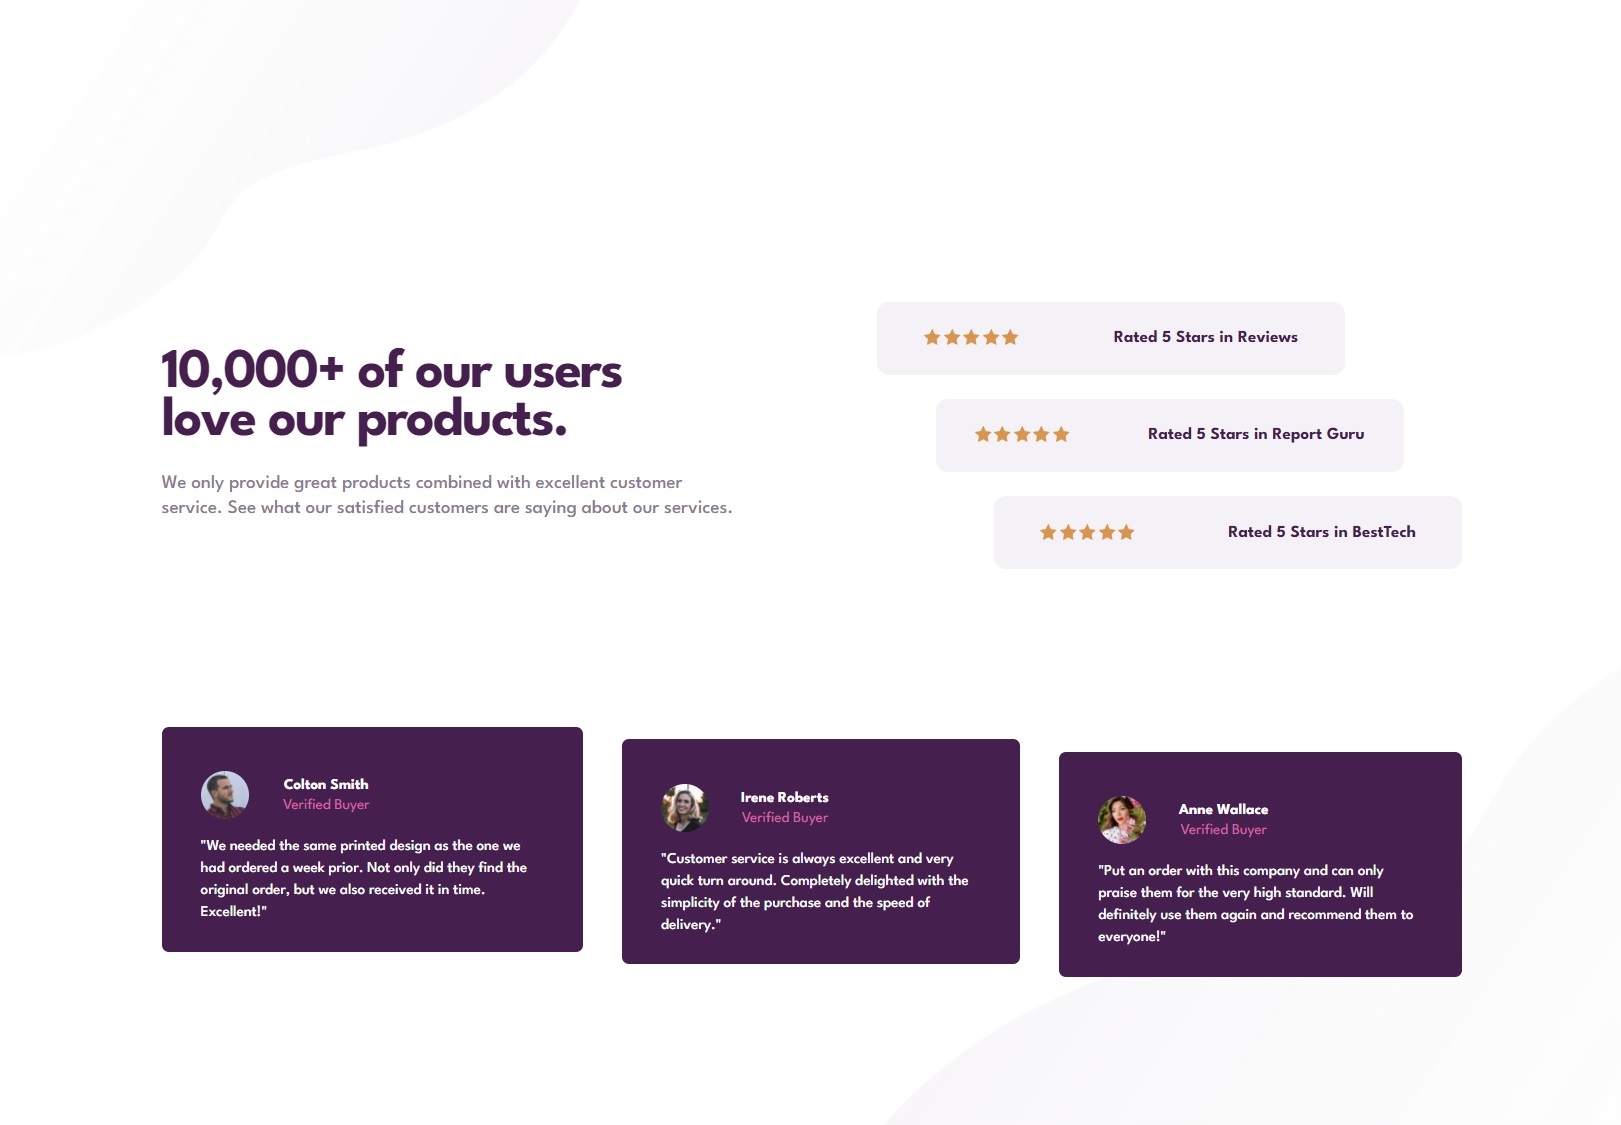 10,000+ of our users
love our products.
We only provide great products combined with excellent customer
service. See what our satisfied customers are saying about our services.
Rated 5 Stars in Reviews
Rated 5 Stars in Report Guru
Rated 5 Stars in BestTech
Colton Smith
Verified Buyer
"We needed the same printed design as the one we
had ordered a week prior. Not only did they find the
original order, but we also received it in time.
Excellent!"
Irene Roberts
Verified Buyer
"Customer service is always excellent and very
quick turn around. Completely delighted with the
simplicity of the purchase and the speed of
delivery."
Anne Wallace
Verified Buyer
"Put an order with this company and can only
praise them for the very high standard. Will
definitely use them again and recommend them to
everyone!"